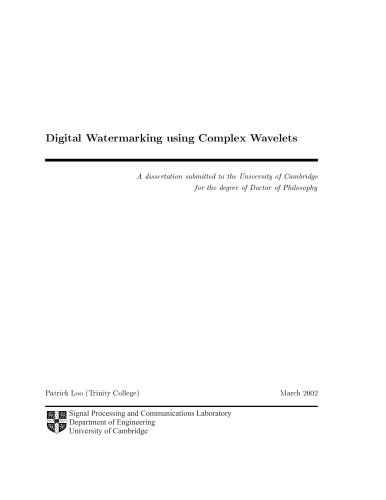 Digital Watermarking using Complex Wavelets
A dissertation submitted to the University of Cambridge
for the degree of Doctor of Philosophy
Patrick Loo (Trinity College) March 2002
Signal Processing and Communications Laboratory
Department of Engineering
University of Cambridge